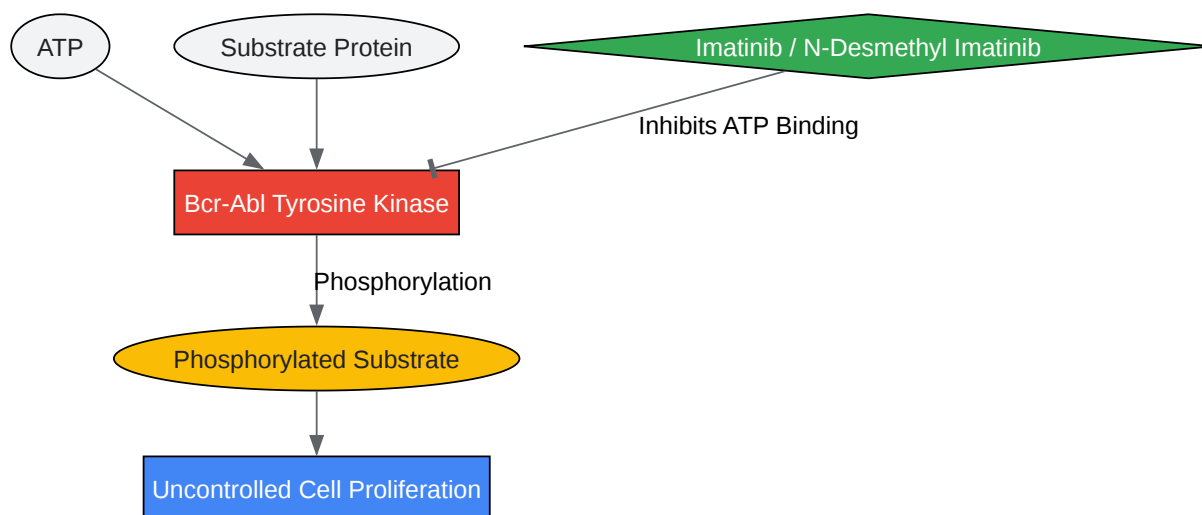 ATP
Substrate Protein
Imatinib / N-Desmethyl Imatinib
Inhibits ATP Binding
Bcr-Abl Tyrosine Kinase
Phosphorylation
Phosphorylated Substrate
Uncontrolled Cell Proliferation